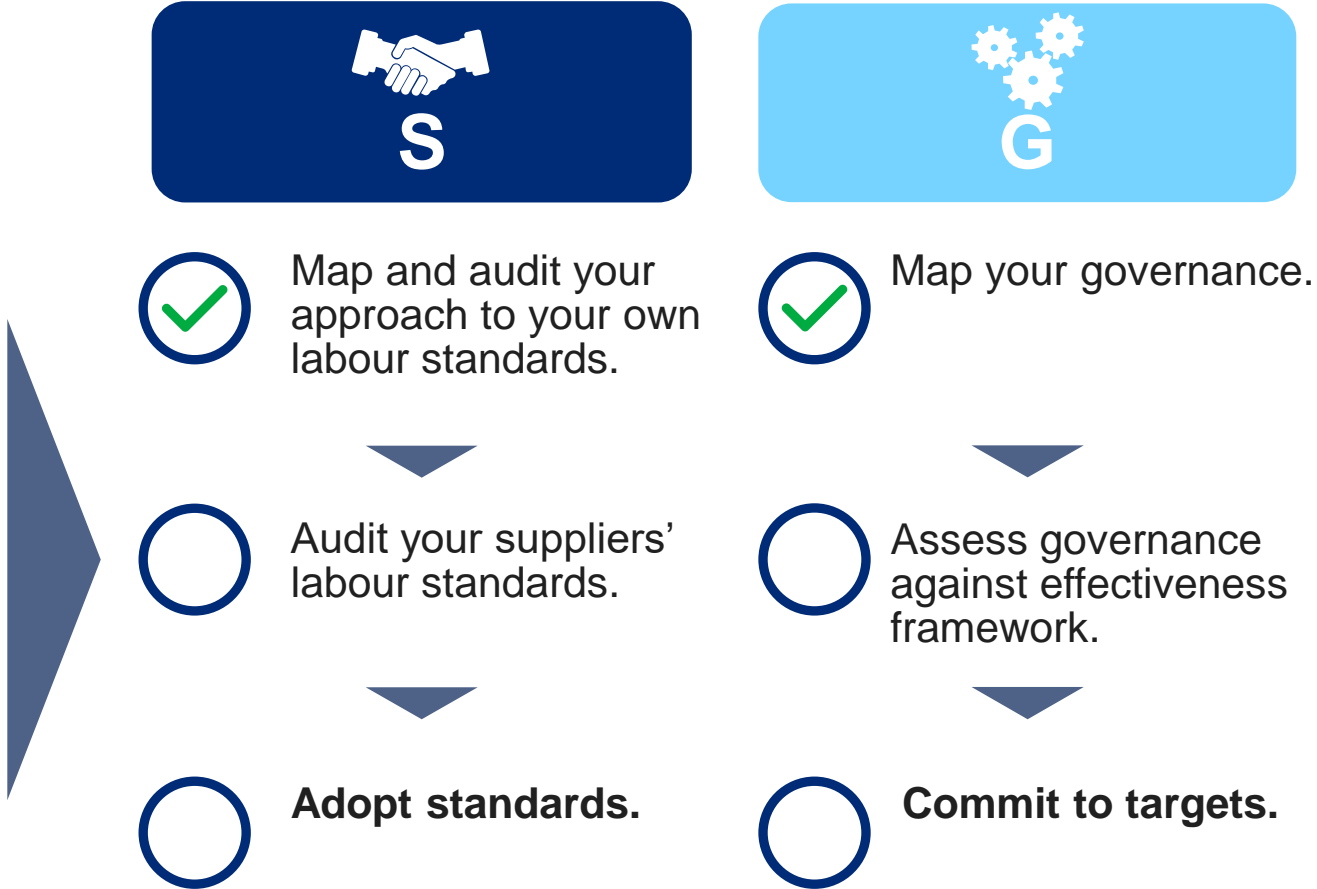 S
Map and audit your
approach to your own
labour standards.
Audit your suppliers’
labour standards.
Adopt standards.
G
Map your governance.
Assess governance
against effectiveness
framework.
Commit to targets.